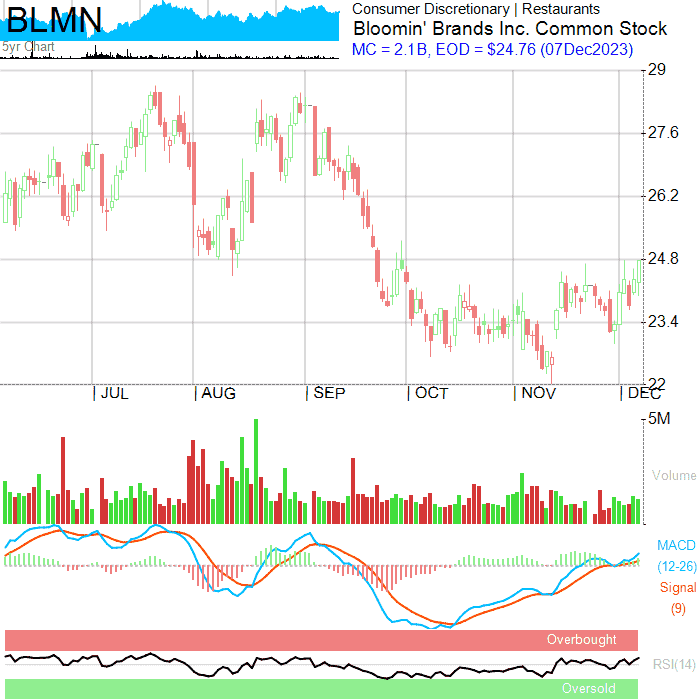 BLMN
5yr Chart
Consumer Discretionary | Restaurants
Bloomin' Brands Inc. Common Stock
MC = 2.1B, EOD = $24.76 (07Dec2023)
29
27.6
26.2
24.8
23.4
22
| JUL | AUG | SEP | OCT | NOV | DEC
5M
Volume
MACD
(12-26)
Signal
(9)
Overbought
RSI(14)
Oversold